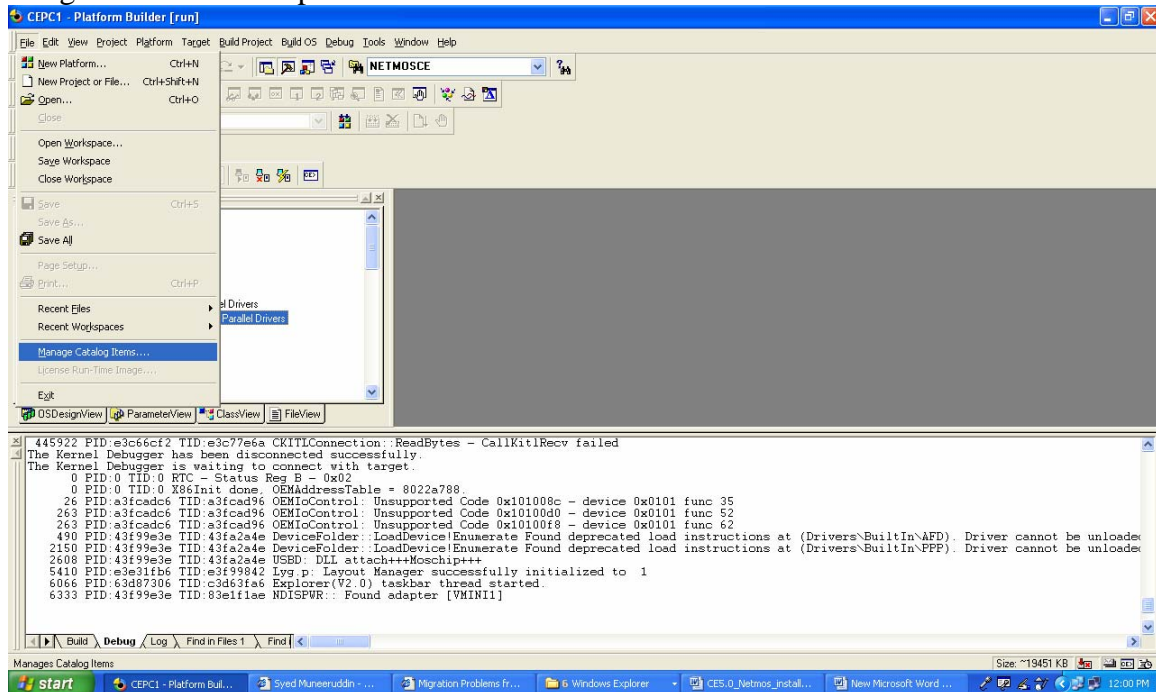 CEPC1 - Platform Builder [run]
File Edit View Project Platform Target Build Project Build OS Debug Tools Window Help
New Platform... Ctrl+N
NETMOSCE
New Project or File... Ctrl+Shift+N
Open... Ctrl+O
Close
Open Workspace...
Save Workspace
Close Workspace
Save Ctrl+S
Save As...
Save All
Page Setup...
Print... Ctrl+P
Recent Files
el Drivers
Recent Workspaces
Parallel Drivers
Manage Catalog Items....
License Run-Time Image....
Exit
OSDesignView ParameterView ClassView FileView
445922 PID:e3c66cf2 TID:e3c77e6a CKITLConnection::ReadBytes - CallKitlRecv failed
The Kernel Debugger has been disconnected successfully.
The Kernel Debugger is waiting to connect with target.
0 PID:0 TID:0 RTC - Status Reg B - 0x02
0 PID:0 TID:0 X86Init done, OEMAddressTable = 8022a788.
26 PID:a3fcadc6 TID:a3fcad96 OEMIoControl: Unsupported Code 0x101008c - device 0x0101 func 35
263 PID:a3fcadc6 TID:a3fcad96 OEMIoControl: Unsupported Code 0x10100d0 - device 0x0101 func 52
263 PID:a3fcadc6 TID:a3fcad96 OEMIoControl: Unsupported Code 0x10100f8 - device 0x0101 func 62
490 PID:43f99e3e TID:43fa2a4e DeviceFolder::LoadDevice!Enumerate Found deprecated load instructions at (Drivers\BuiltIn\AFD). Driver cannot be unloade
2150 PID:43f99e3e TID:43fa2a4e DeviceFolder::LoadDevice!Enumerate Found deprecated load instructions at (Drivers\BuiltIn\PPP). Driver cannot be unloade
2608 PID:43f99e3e TID:43fa2a4e USBD: DLL attach+++Moschip+++
5410 PID:e3e31fb6 TID:e3f99842 Lyg.p: Layout Manager successfully initialized to 1
6066 PID:63d87306 TID:c3d63fa6 Explorer(V2.0) taskbar thread started.
6333 PID:43f99e3e TID:83e1f1ae NDISPWR:: Found adapter [VMINI1]
Build Debug Log Find in Files 1 Find
Manages Catalog Items Size: ~19451 KB
start CEPC1 - Platform Buil... Syed Muneeruddin - ... Migration Problems fr... 6 Windows Explorer CE5.0_Netmos_install... New Microsoft Word ... 12:00 PM